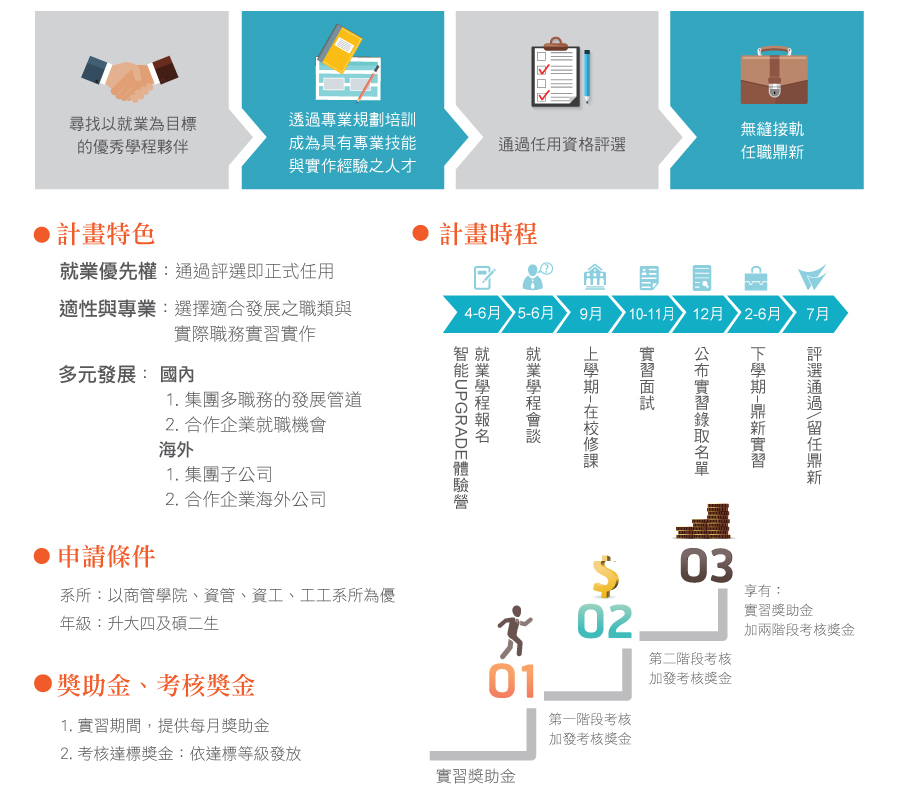 尋找以就業為目標
的優秀學程夥伴
透過專業規劃培訓
成為具有專業技能
與實作經驗之人才
通過任用資格評選
無縫接軌
任職鼎新
計畫特色
就業優先權：通過評選即正式任用
適性與專業：選擇適合發展之職類與
實際職務實習實作
多元發展： 國內
1. 集團多職務的發展管道
2. 合作企業就職機會
海外
1. 集團子公司
2. 合作企業海外公司
申請條件
系所：以商管學院、資管、資工、工工系所為優
年級：升大四及碩二生
獎助金、考核獎金
1. 實習期間，提供每月獎助金
2. 考核達標獎金：依達標等級發放
計畫時程
4-6月 5-6月 9月 10-11月 12月 2-6月 7月
就業學程報名
智能UPGRADE體驗營
就業學程會談
上學期-在校修課
實習面試
公布實習錄取名單
下學期-鼎新實習
評選通過/留任鼎新
01
實習獎助金
02
第一階段考核
加發考核獎金
03
第二階段考核
加發考核獎金
享有：
實習獎助金
加兩階段考核獎金